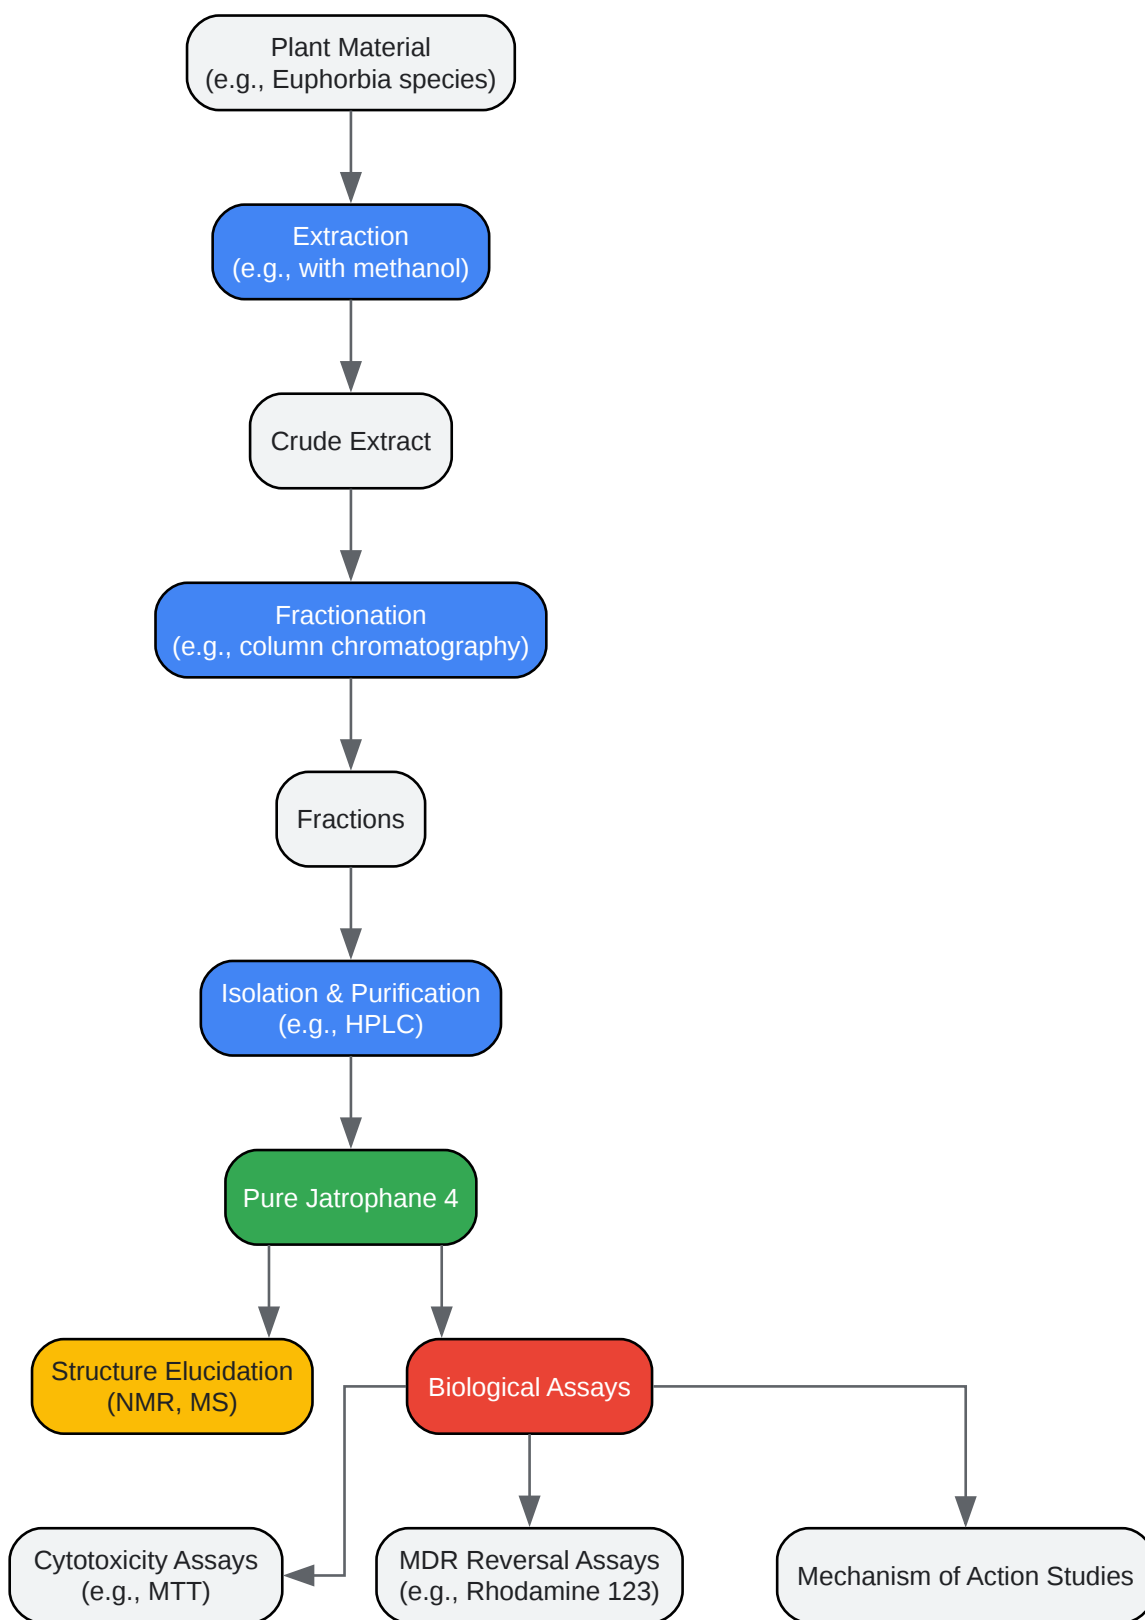 Plant Material
(e.g., Euphorbia species)
Extraction
(e.g., with methanol)
Crude Extract
Fractionation
(e.g., column chromatography)
Fractions
Isolation & Purification
(e.g., HPLC)
Pure Jatrophane 4
Structure Elucidation
(NMR, MS)
Biological Assays
Cytotoxicity Assays
(e.g., MTT)
MDR Reversal Assays
(e.g., Rhodamine 123)
Mechanism of Action Studies